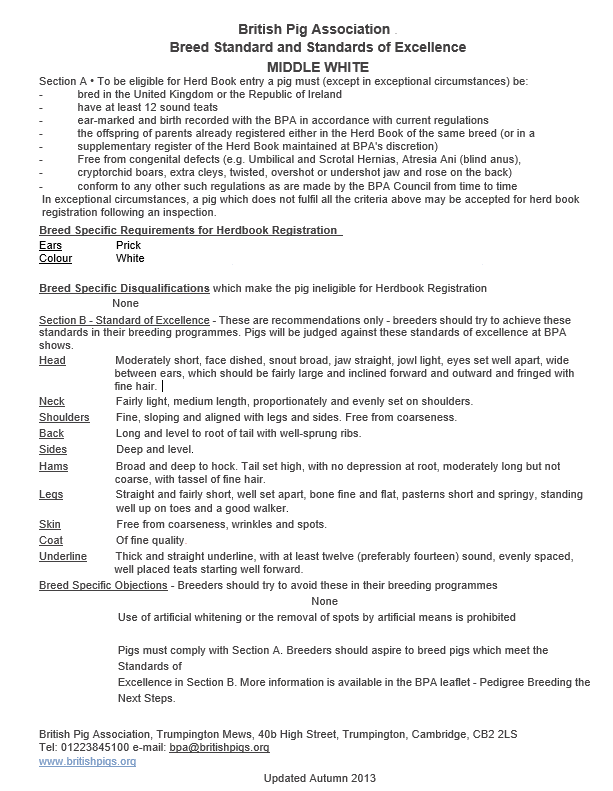 British Pig Association
Breed Standard and Standards of Excellence
MIDDLE WHITE
Section A • To be eligible for Herd Book entry a pig must (except in exceptional circumstances) be:
- bred in the United Kingdom or the Republic of Ireland
- have at least 12 sound teats
- ear-marked and birth recorded with the BPA in accordance with current regulations
- the offspring of parents already registered either in the Herd Book of the same breed (or in a
- supplementary register of the Herd Book maintained at BPA's discretion)
- Free from congenital defects (e.g. Umbilical and Scrotal Hernias, Atresia Ani (blind anus),
- cryptorchid boars, extra cleys, twisted, overshot or undershot jaw and rose on the back)
- conform to any other such regulations as are made by the BPA Council from time to time
In exceptional circumstances, a pig which does not fulfil all the criteria above may be accepted for herd book
registration following an inspection.
Breed Specific Requirements for Herdbook Registration
Ears Prick
Colour White
Breed Specific Disqualifications which make the pig ineligible for Herdbook Registration
None
Section B - Standard of Excellence - These are recommendations only - breeders should try to achieve these
standards in their breeding programmes. Pigs will be judged against these standards of excellence at BPA
shows.
Head Moderately short, face dished, snout broad, jaw straight, jowl light, eyes set well apart, wide
between ears, which should be fairly large and inclined forward and outward and fringed with
fine hair.
Neck Fairly light, medium length, proportionately and evenly set on shoulders.
Shoulders Fine, sloping and aligned with legs and sides. Free from coarseness.
Back Long and level to root of tail with well-sprung ribs.
Sides Deep and level.
Hams Broad and deep to hock. Tail set high, with no depression at root, moderately long but not
coarse, with tassel of fine hair.
Legs Straight and fairly short, well set apart, bone fine and flat, pasterns short and springy, standing
well up on toes and a good walker.
Skin Free from coarseness, wrinkles and spots.
Coat Of fine quality.
Underline Thick and straight underline, with at least twelve (preferably fourteen) sound, evenly spaced,
well placed teats starting well forward.
Breed Specific Objections - Breeders should try to avoid these in their breeding programmes
None
Use of artificial whitening or the removal of spots by artificial means is prohibited
Pigs must comply with Section A. Breeders should aspire to breed pigs which meet the
Standards of
Excellence in Section B. More information is available in the BPA leaflet - Pedigree Breeding the
Next Steps.
British Pig Association, Trumpington Mews, 40b High Street, Trumpington, Cambridge, CB2 2LS
Tel: 01223845100 e-mail: bpa@britishpigs.org
www.britishpigs.org
Updated Autumn 2013